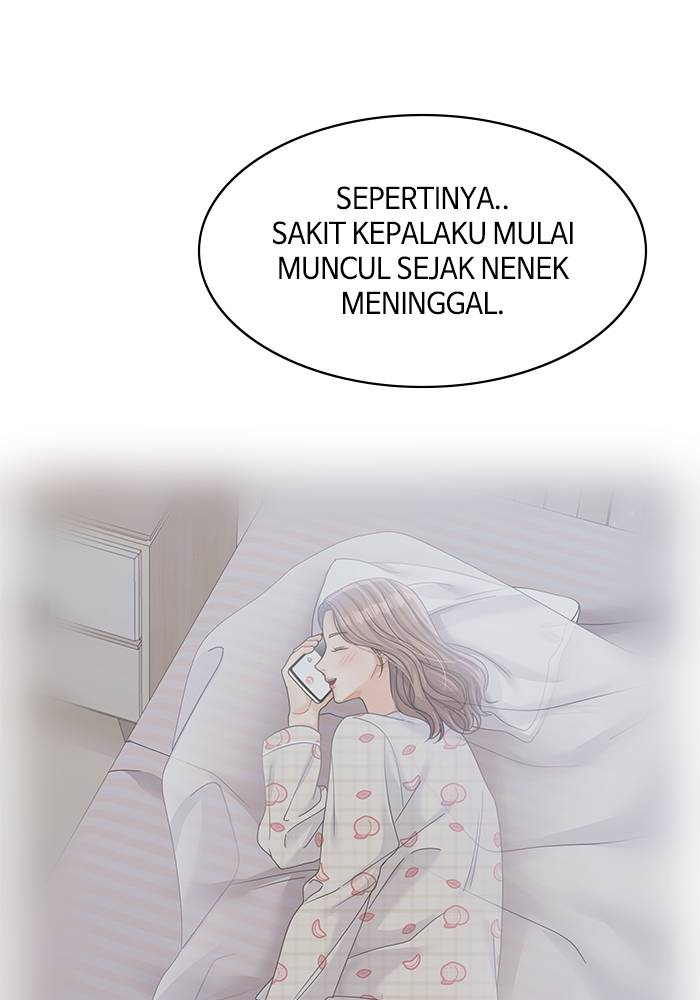 SEPERTINYA..
SAKIT KEPALAKU MULAI
MUNCUL SEJAK NENEK
MENINGGAL.